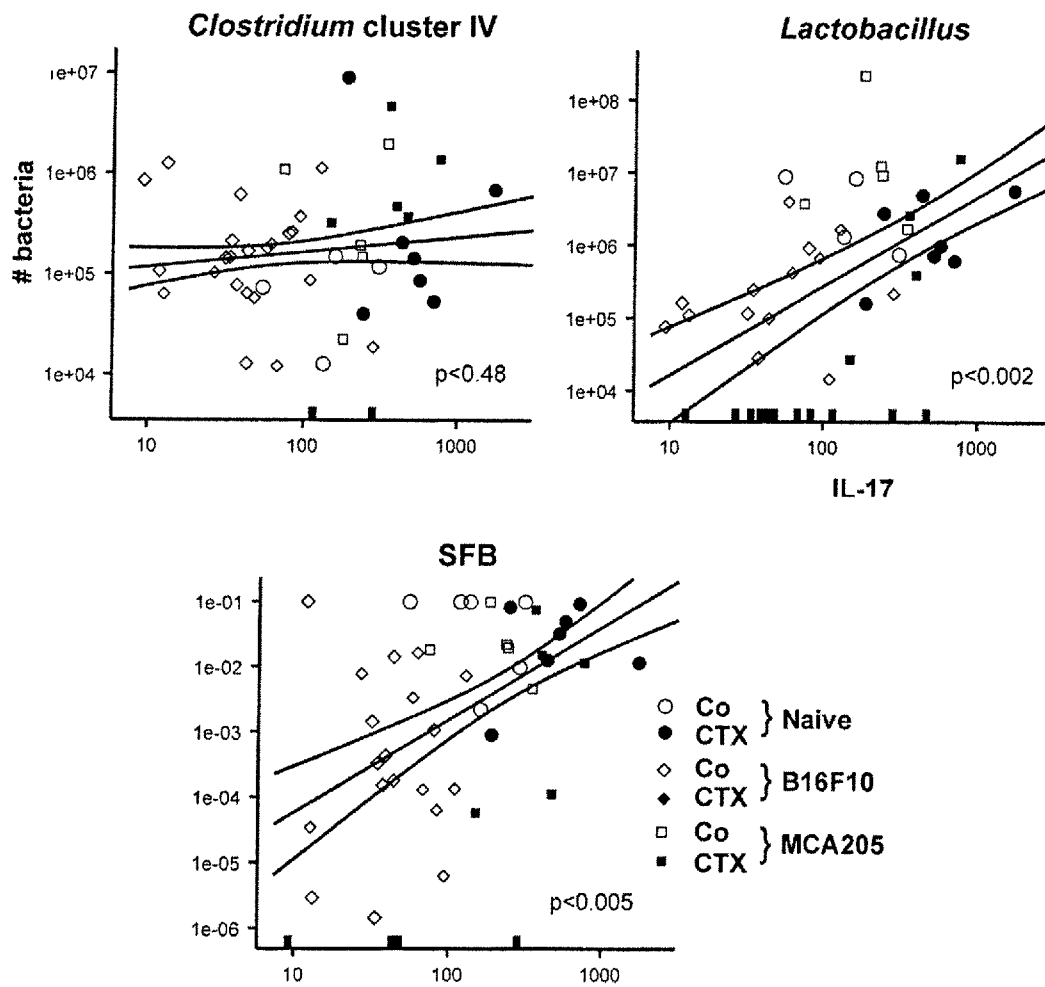 Clostridium cluster IV
Lactobacillus
# bacteria
1e+07
1e+06
1e+05
1e+04
p<0.48
10
100
1000
1e+08
1e+07
1e+06
1e+05
1e+04
p<0.002
10
100
1000
IL-17
SFB
1e-01
1e-02
1e-03
1e-04
1e-05
1e-06
p<0.005
10
100
1000
Co
CTX
} Naive
Co
CTX
} B16F10
Co
CTX
} MCA205